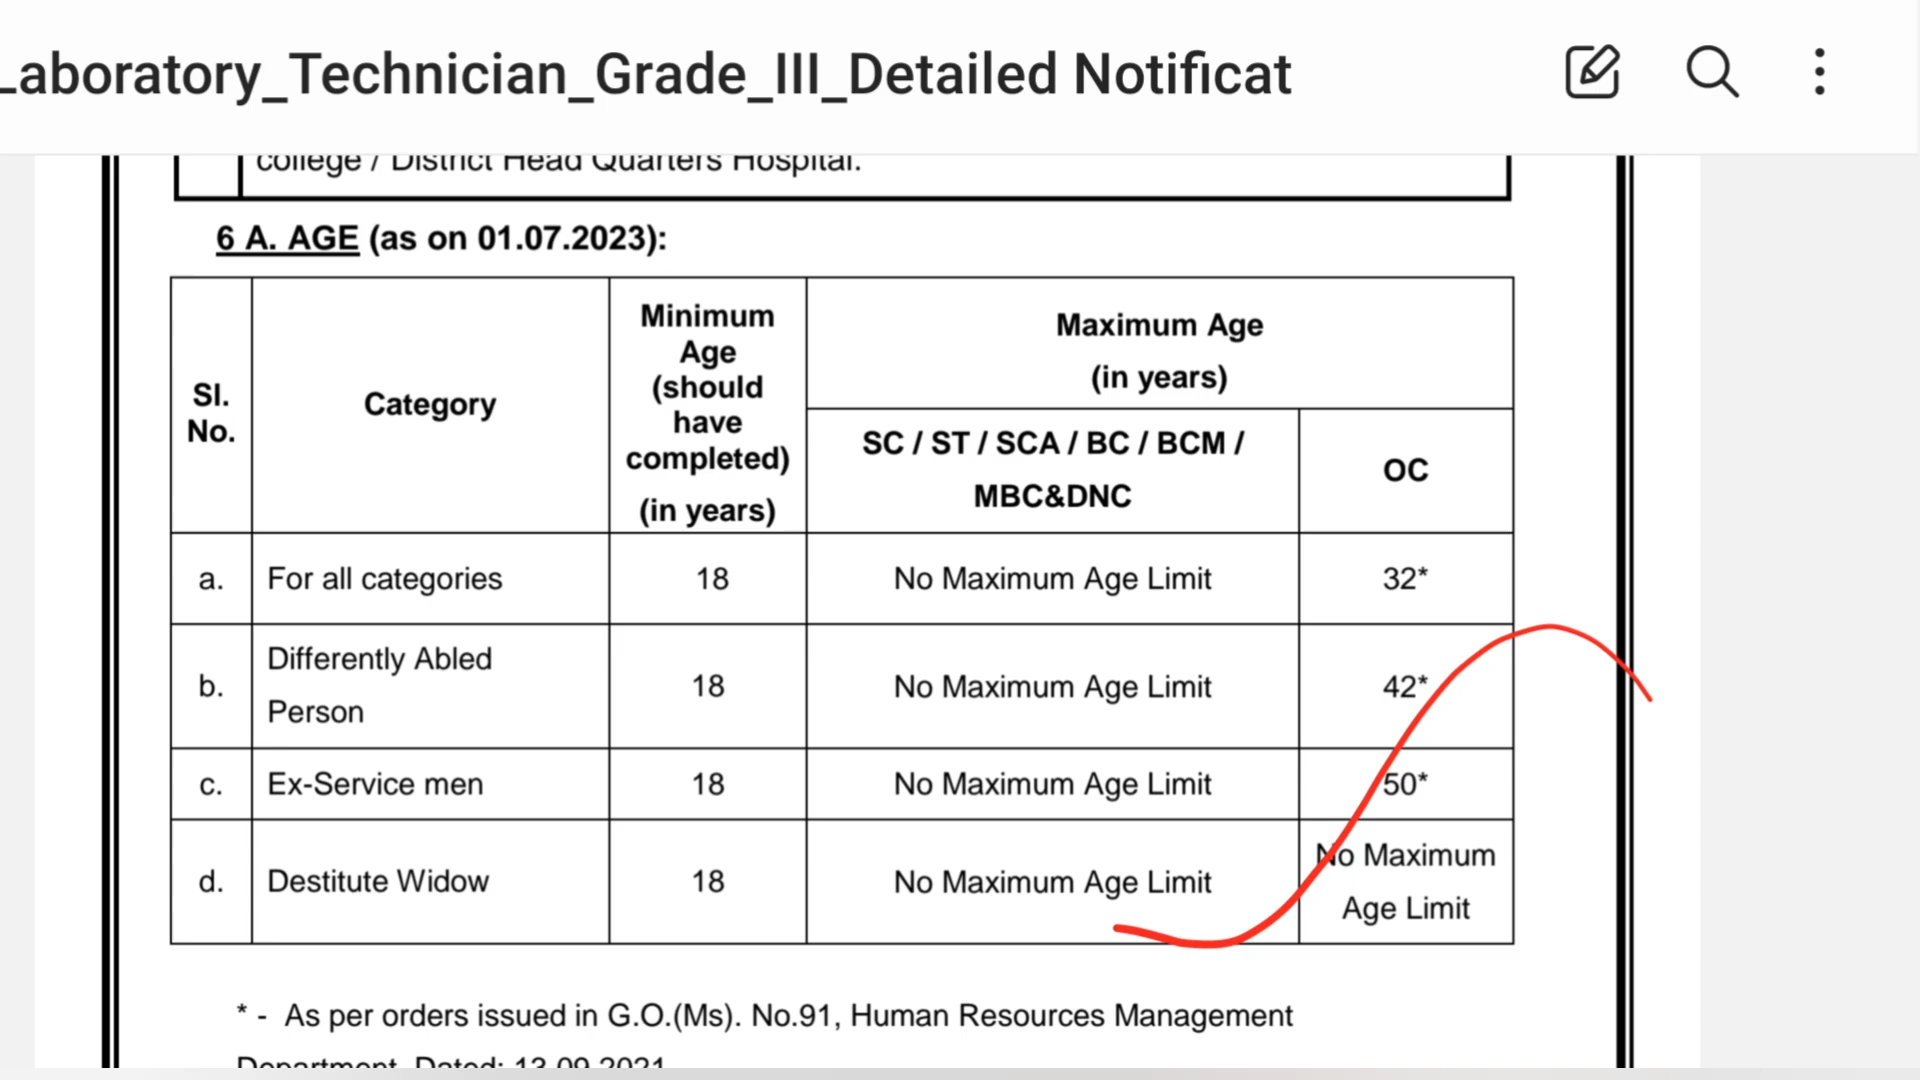 Laboratory_Technician_Grade_III_Detailed Notificat
college / District Head Quarters Hospital.
6 A. AGE (as on 01.07.2023):
Sl. No.
Category
Minimum
Age
(should
have
completed)
(in years)
Maximum Age
(in years)
SC / ST / SCA / BC / BCM /
MBC&DNC
OC
a. For all categories 18 No Maximum Age Limit 32*
b. Differently Abled Person 18 No Maximum Age Limit 42*
c. Ex-Service men 18 No Maximum Age Limit 50*
d. Destitute Widow 18 No Maximum Age Limit No Maximum Age Limit
* - As per orders issued in G.O.(Ms). No.91, Human Resources Management
Department, Dated: 13.09.2021